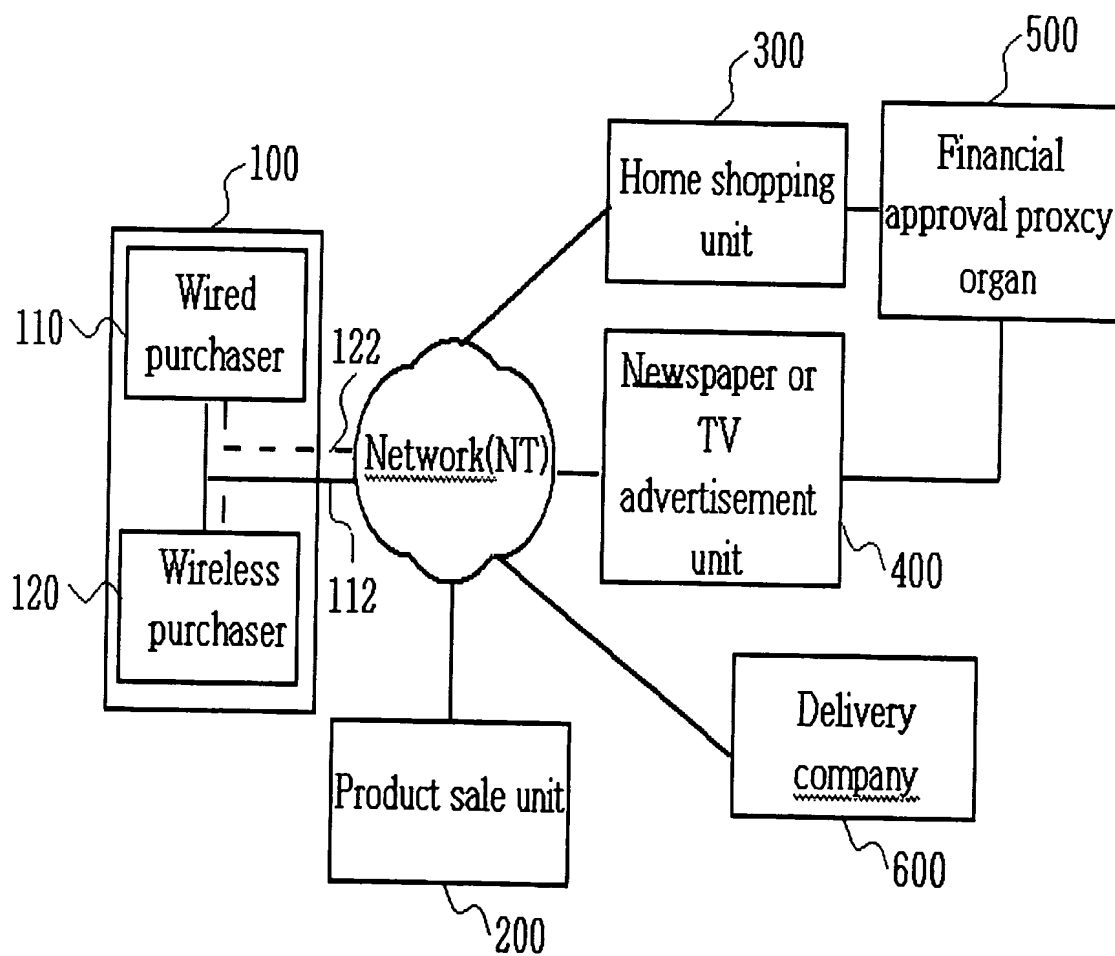 500
300
Financial
approval proxcy
organ
Home shopping
unit
100
Wired
purchaser
110
122
Network(NT)
Newspaper or
TV
advertisement
unit
400
Wireless
purchaser
120
112
Delivery
company
600
Product sale unit
200